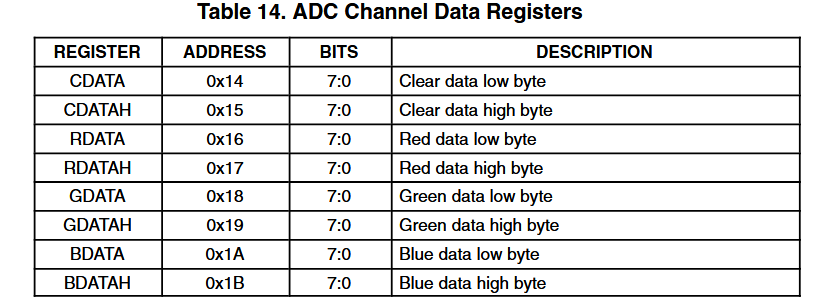 Table 14. ADC Channel Data Registers
REGISTER ADDRESS BITS DESCRIPTION
CDATA 0x14 7:0 Clear data low byte
CDATAH 0x15 7:0 Clear data high byte
RDATA 0x16 7:0 Red data low byte
RDATAH 0x17 7:0 Red data high byte
GDATA 0x18 7:0 Green data low byte
GDATAH 0x19 7:0 Green data high byte
BDATA 0x1A 7:0 Blue data low byte
BDATAH 0x1B 7:0 Blue data high byte